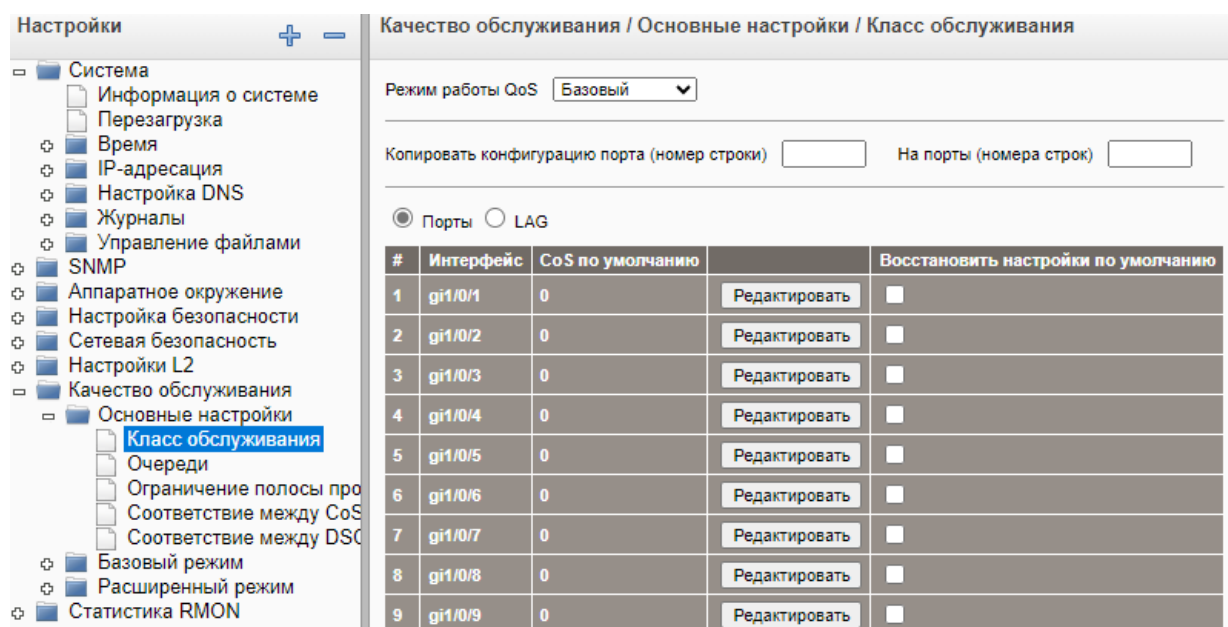 Настройки
Система
Информация о системе
Перезагрузка
Время
IP-адресация
Настройка DNS
Журналы
Управление файлами
SNMP
Аппаратное окружение
Настройка безопасности
Сетевая безопасность
Настройки L2
Качество обслуживания
Основные настройки
Класс обслуживания
Очереди
Ограничение полосы про
Соответствие между CoS
Соответствие между DSC
Базовый режим
Расширенный режим
Статистика RMON
Качество обслуживания / Основные настройки / Класс обслуживания
Режим работы QoS Базовый
Копировать конфигурацию порта (номер строки) На порты (номера строк)
Порты LAG
# Интерфейс CoS по умолчанию Восстановить настройки по умолчанию
1 gi1/0/1 0 Редактировать
2 gi1/0/2 0 Редактировать
3 gi1/0/3 0 Редактировать
4 gi1/0/4 0 Редактировать
5 gi1/0/5 0 Редактировать
6 gi1/0/6 0 Редактировать
7 gi1/0/7 0 Редактировать
8 gi1/0/8 0 Редактировать
9 gi1/0/9 0 Редактировать